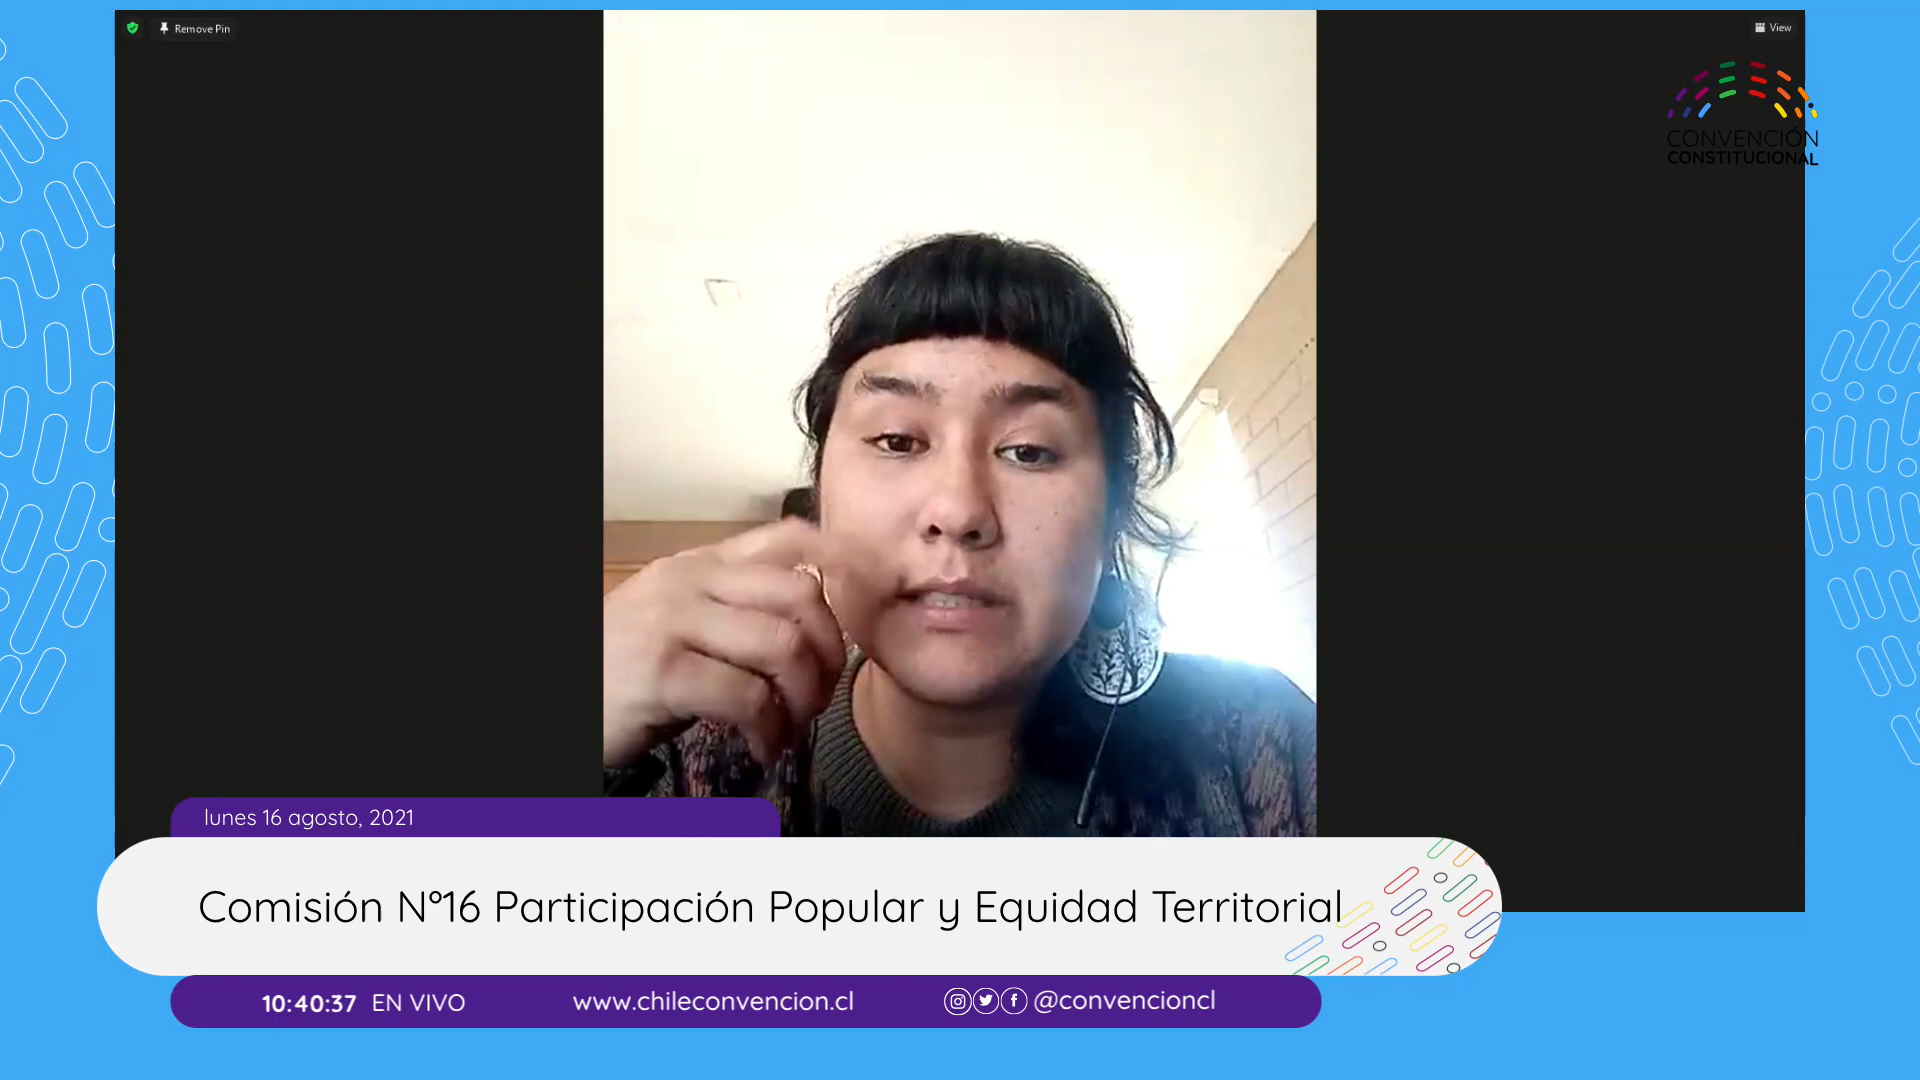 Remove Pin
View
CONVENCIÓN
CONSTITUCIONAL
lunes 16 agosto, 2021
Comisión N°16 Participación Popular y Equidad Territorial
10:40:37 EN VIVO
www.chileconvencion.cl
@convencioncl